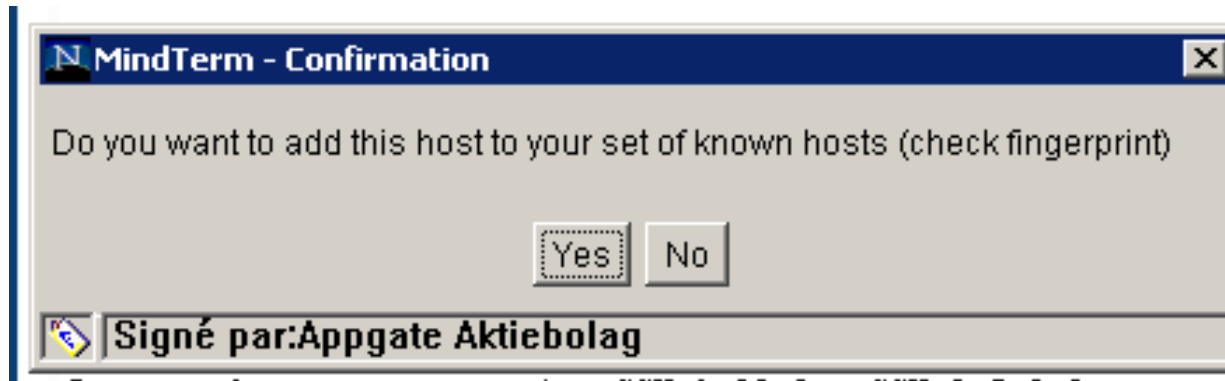 MindTerm - Confirmation
Do you want to add this host to your set of known hosts (check fingerprint)
Yes No
Signé par:Appgate Aktiebolag